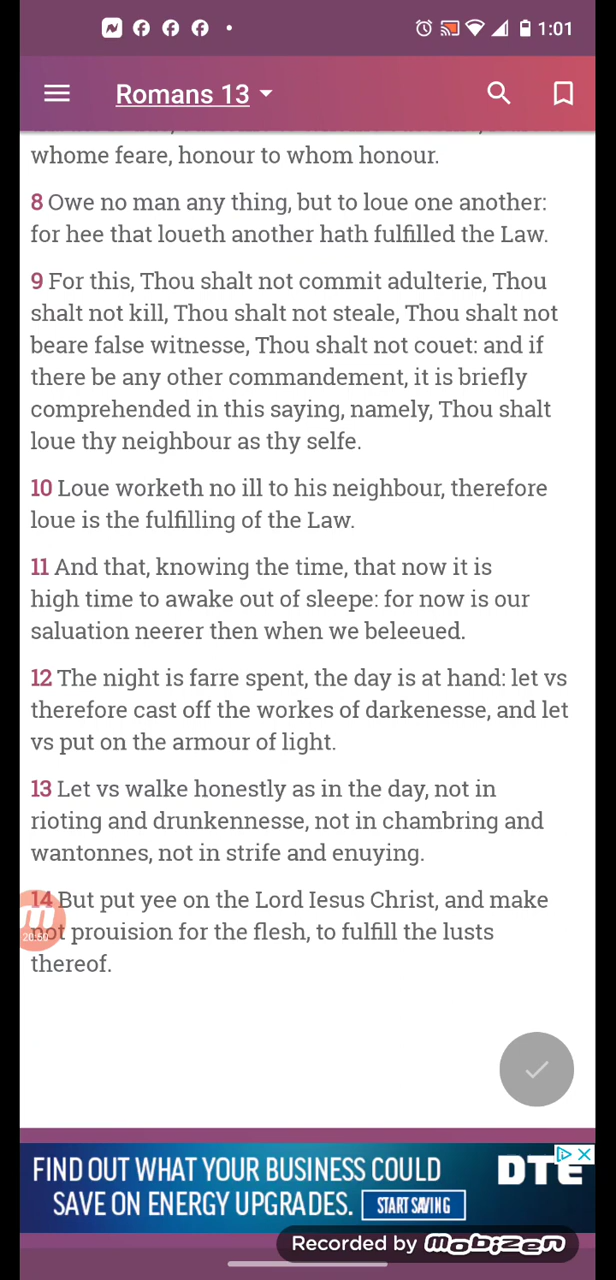 1:01
Romans 13
whome feare, honour to whom honour.
8 Owe no man any thing, but to loue one another:
for hee that loueth another hath fulfilled the Law.
9 For this, Thou shalt not commit adulterie, Thou
shalt not kill, Thou shalt not steale, Thou shalt not
beare false witnesse, Thou shalt not couet: and if
there be any other commandement, it is briefly
comprehended in this saying, namely, Thou shalt
loue thy neighbour as thy selfe.
10 Loue worketh no ill to his neighbour, therefore
loue is the fulfilling of the Law.
11 And that, knowing the time, that now it is
high time to awake out of sleepe: for now is our
saluation neerer then when we beleeued.
12 The night is farre spent, the day is at hand: let vs
therefore cast off the workes of darkenesse, and let
vs put on the armour of light.
13 Let vs walke honestly as in the day, not in
rioting and drunkennesse, not in chambring and
wantonnes, not in strife and enuying.
14 But put yee on the Lord Iesus Christ, and make
not prouision for the flesh, to fulfill the lusts
thereof.
FIND OUT WHAT YOUR BUSINESS COULD
SAVE ON ENERGY UPGRADES. START SAVING
DTE
Recorded by mobizen